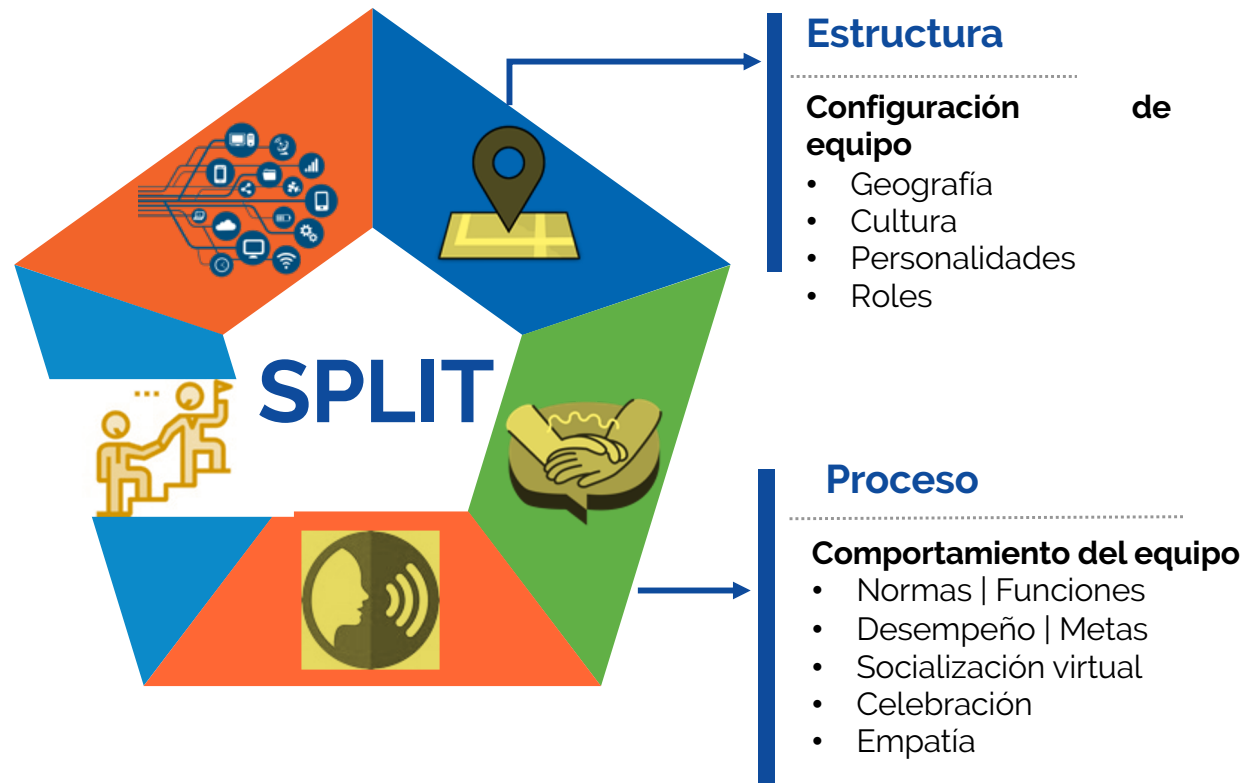 SPLIT
Estructura
Configuración de
equipo
• Geografía
• Cultura
• Personalidades
• Roles
Proceso
Comportamiento del equipo
• Normas | Funciones
• Desempeño | Metas
• Socialización virtual
• Celebración
• Empatía